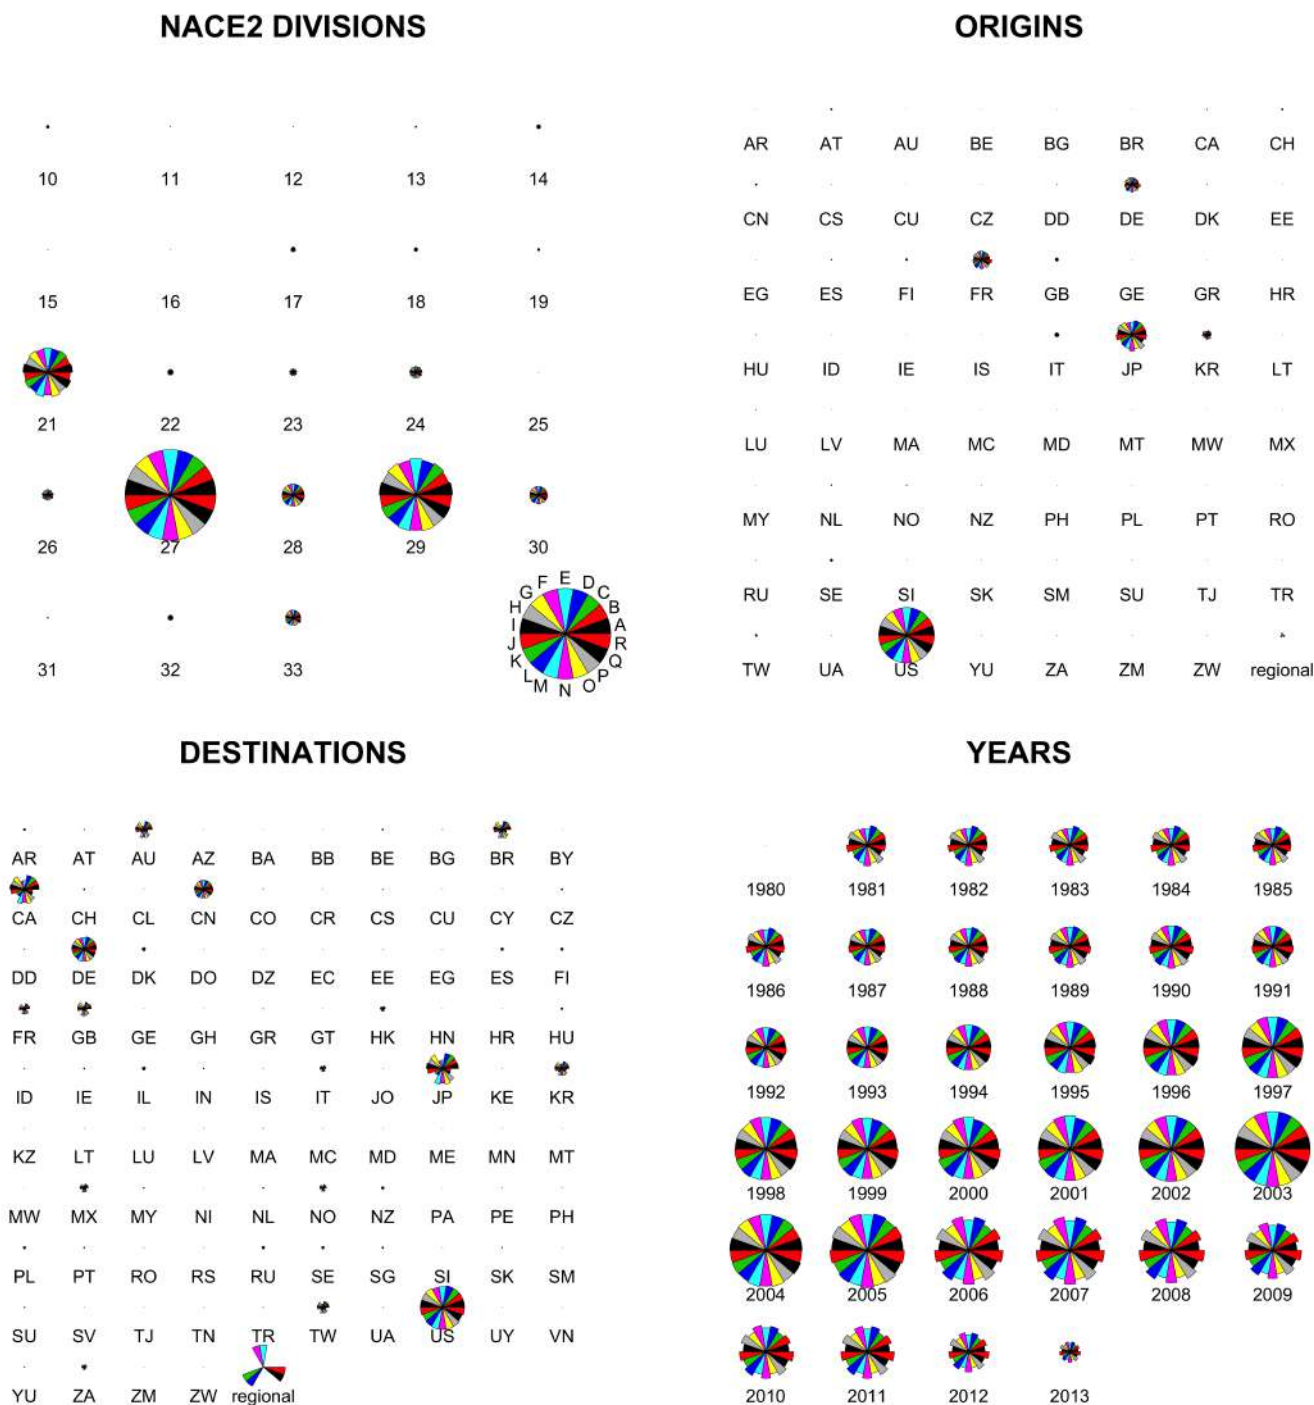 NACE2 DIVISIONS
10 11 12 13 14
15 16 17 18 19
21 22 23 24 25
26 27 28 29 30
31 32 33
A B C D E F G H I J K L M N O P Q R
ORIGINS
AR AT AU BE BG BR CA CH
CN CS CU CZ DD DE DK EE
EG ES FI FR GB GE GR HR
HU ID IE IS IT JP KR LT
LU LV MA MC MD MT MW MX
MY NL NO NZ PH PL PT RO
RU SE SI SK SM SU TJ TR
TW UA US YU ZA ZM ZW regional
DESTINATIONS
AR AT AU AZ BA BB BE BG BR BY
CA CH CL CN CO CR CS CU CY CZ
DD DE DK DO DZ EC EE EG ES FI
FR GB GE GH GR GT HK HN HR HU
ID IE IL IN IS IT JO JP KE KR
KZ LT LU LV MA MC MD ME MN MT
MW MX MY NI NL NO NZ PA PE PH
PL PT RO RS RU SE SG SI SK SM
SU SV TJ TN TR TW UA US UY VN
YU ZA ZM ZW regional
YEARS
1980 1981 1982 1983 1984 1985
1986 1987 1988 1989 1990 1991
1992 1993 1994 1995 1996 1997
1998 1999 2000 2001 2002 2003
2004 2005 2006 2007 2008 2009
2010 2011 2012 2013